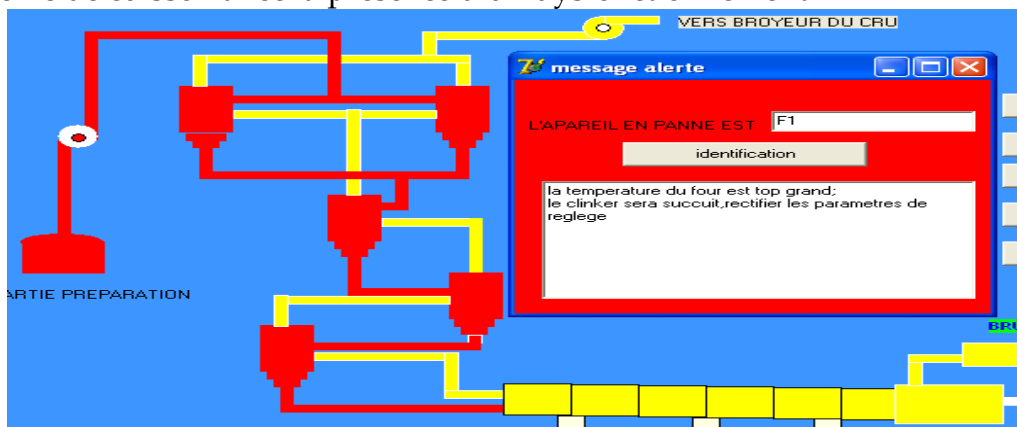 VERS BROYEUR DU CRU
message alerte
L'APAREIL EN PANNE EST F1
identification
la temperature du four est top grand;
le clinker sera succuit,rectifier les parametres de
reglege
ARTIE PREPARATION
BRU